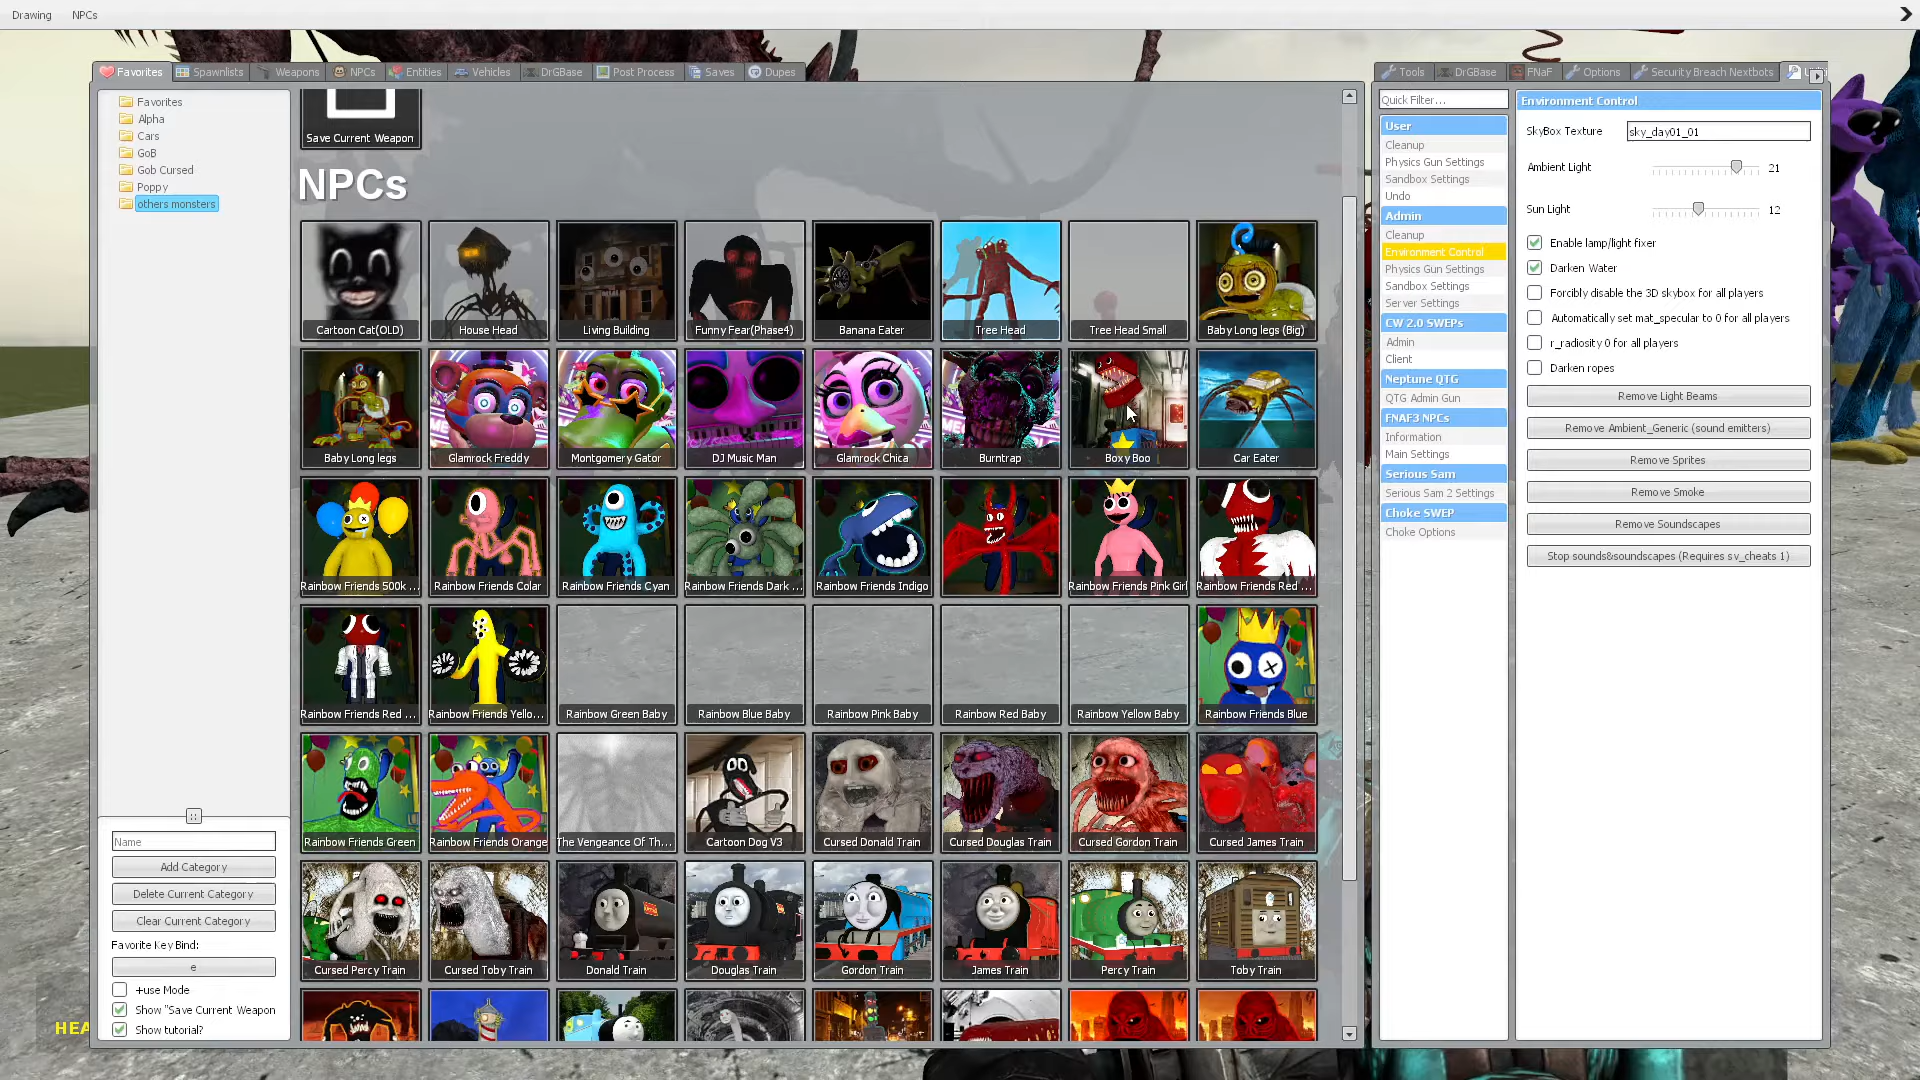 Drawing NPCs
Favorites Spawnlists Weapons NPCs Entities Vehicles DrGBase Post Process Saves Dupes
Tools DrGBase FNaF Options Security Breach Nextbots
Favorites
Alpha
Cars
GoB
Gob Cursed
Poppy
others monsters
Name
Add Category
Delete Current Category
Clear Current Category
Favorite Key Bind:
e
+use Mode
Show "Save Current Weapon
Show tutorial?
HEA
Save Current Weapon
NPCs
Cartoon Cat(OLD) House Head Living Building Funny Fear(Phase4) Banana Eater Tree Head Tree Head Small Baby Long legs (Big)
Baby Long legs Glamrock Freddy Montgomery Gator DJ Music Man Glamrock Chica Burntrap Boxy Boo Car Eater
Rainbow Friends 500k ... Rainbow Friends Colar Rainbow Friends Cyan Rainbow Friends Dark ... Rainbow Friends Indigo Rainbow Friends Pink Girl Rainbow Friends Red ...
Rainbow Friends Red ... Rainbow Friends Yello... Rainbow Green Baby Rainbow Blue Baby Rainbow Pink Baby Rainbow Red Baby Rainbow Yellow Baby Rainbow Friends Blue
Rainbow Friends Green Rainbow Friends Orange The Vengeance Of Th... Cartoon Dog V3 Cursed Donald Train Cursed Douglas Train Cursed Gordon Train Cursed James Train
Cursed Percy Train Cursed Toby Train Donald Train Douglas Train Gordon Train James Train Percy Train Toby Train
Quick Filter...
User
Cleanup
Physics Gun Settings
Sandbox Settings
Undo
Admin
Cleanup
Environment Control
Physics Gun Settings
Sandbox Settings
Server Settings
CW 2.0 SWEPs
Admin
Client
Neptune QTG
QTG Admin Gun
FNAF3 NPCs
Information
Main Settings
Serious Sam
Serious Sam 2 Settings
Choke SWEP
Choke Options
Environment Control
SkyBox Texture sky_day01_01
Ambient Light 21
Sun Light 12
Enable lamp/light fixer
Darken Water
Forcibly disable the 3D skybox for all players
Automatically set mat_specular to 0 for all players
r_radiosity 0 for all players
Darken ropes
Remove Light Beams
Remove Ambient_Generic (sound emitters)
Remove Sprites
Remove Smoke
Remove Soundscapes
Stop sounds&soundscapes (Requires sv_cheats 1)